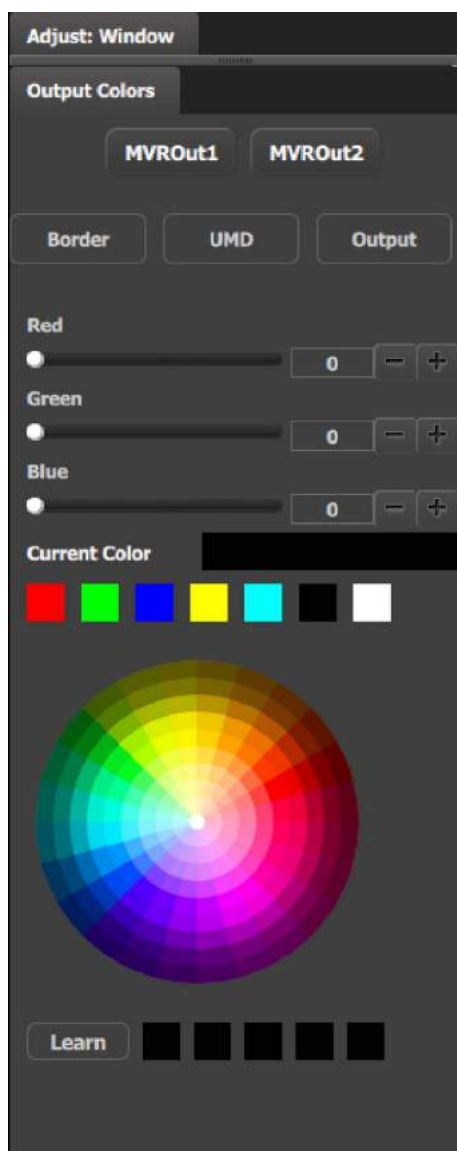 Adjust: Window
Output Colors
MVROut1 MVROut2
Border UMD Output
Red
0 − +
Green
0 − +
Blue
0 − +
Current Color
Learn